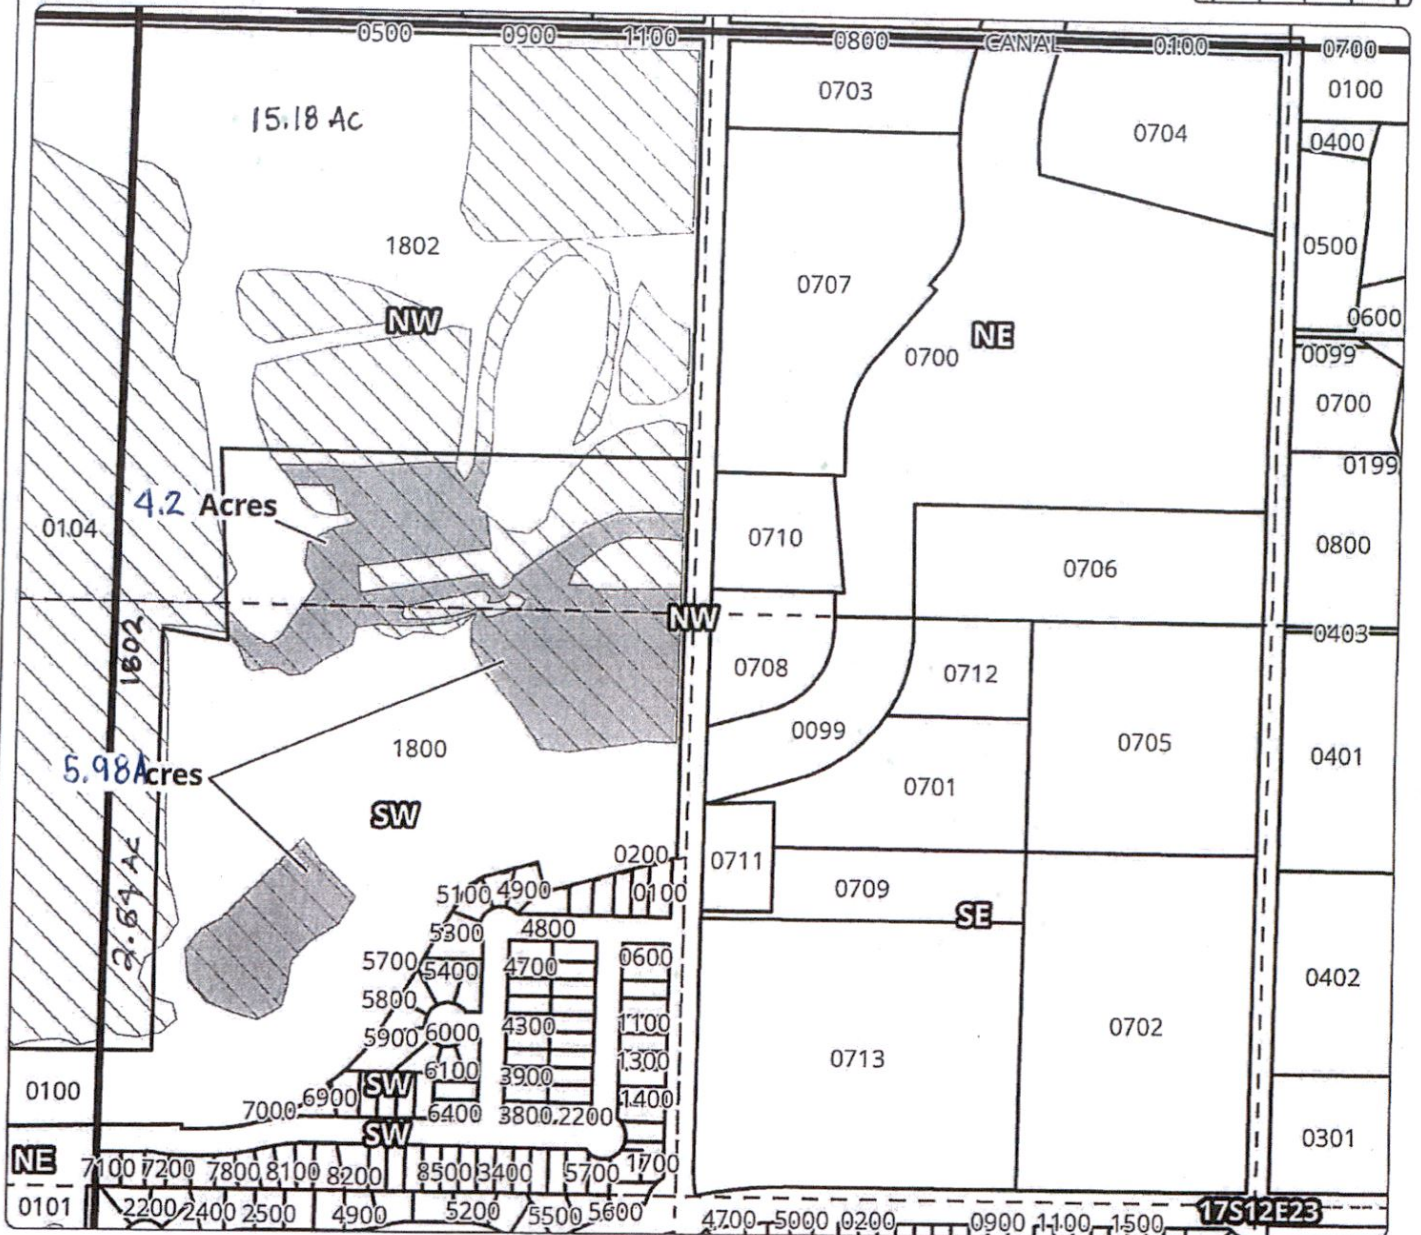 0500 0900 1100 0800 CANAL 0100 0700
0703 0100
15.18 Ac 0704
0400
1802 0500
0707
NW 0600
0700 NE 0099
0700
0199
4.2 Acres
0104 0710 0800
0706
NW 0403
1802
0708 0712
0099
1800 0705 0401
5.98 Acres 0701
SW
2.64 Ac
0200 0711
5100 4900 0100 0709
5300 4800 SE
5700 5400 4700 0600 0402
5800
5900 6000 4300 1100 0702
6100 3900 1300 0713
0100 SW
7000 6900 6400 3800 2200 1400
SW 0301
NE 7100 7200 7800 8100 8200 8500 3400 5700 1700
0101 2200 2400 2500 4900 5200 5500 5600 4700 5000 0200 0900 1100 1500 17S12E23